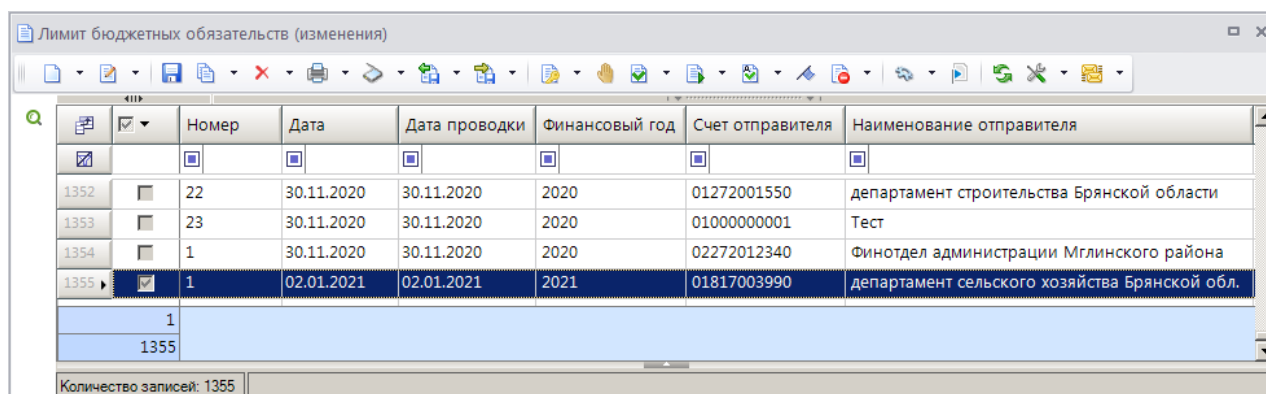 Лимит бюджетных обязательств (изменения)
Номер Дата Дата проводки Финансовый год Счет отправителя Наименование отправителя
1352 22 30.11.2020 30.11.2020 2020 01272001550 департамент строительства Брянской области
1353 23 30.11.2020 30.11.2020 2020 01000000001 Тест
1354 1 30.11.2020 30.11.2020 2020 02272012340 Финотдел администрации Мглинского района
1355 1 02.01.2021 02.01.2021 2021 01817003990 департамент сельского хозяйства Брянской обл.
1
1355
Количество записей: 1355